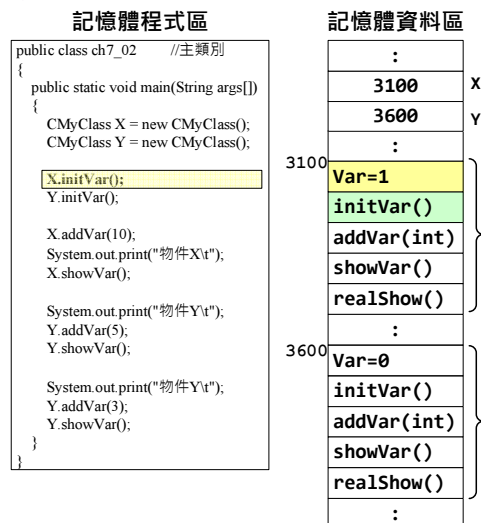 記憶體程式區
public class ch7_02 //主類別
{
public static void main(String args[])
{
CMyClass X = new CMyClass();
CMyClass Y = new CMyClass();
X.initVar();
Y.initVar();
X.addVar(10);
System.out.print("物件X\t");
X.showVar();
System.out.print("物件Y\t");
Y.addVar(5);
Y.showVar();
System.out.print("物件Y\t");
Y.addVar(3);
Y.showVar();
}
}
記憶體資料區
:
3100 X
3600 Y
:
3100
Var=1
initVar()
addVar(int)
showVar()
realShow()
:
3600
Var=0
initVar()
addVar(int)
showVar()
realShow()
: